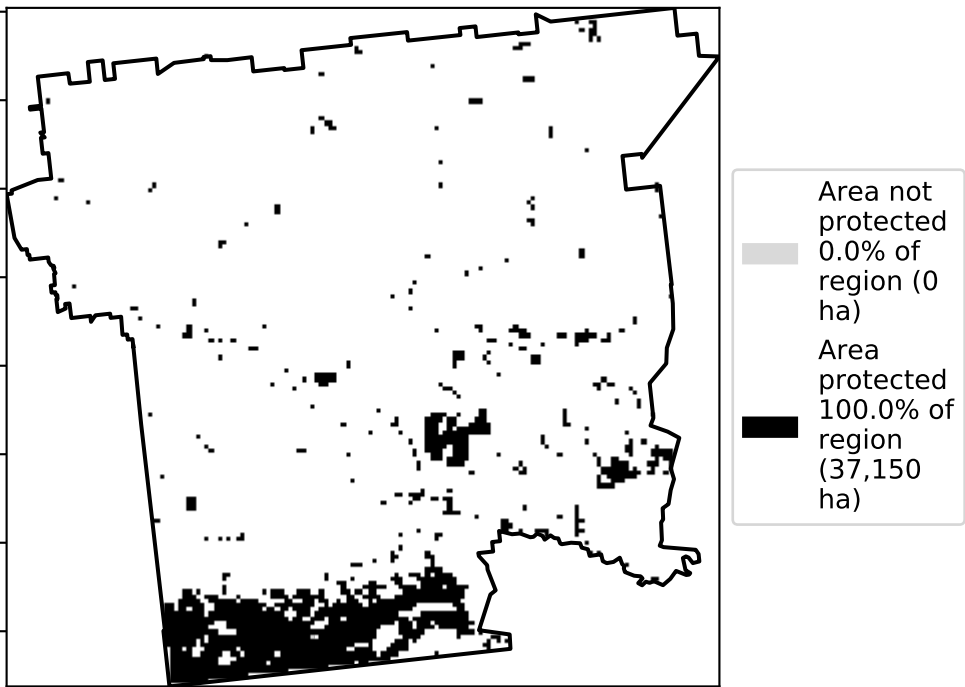 Area not
protected
0.0% of
region (0
ha)
Area
protected
100.0% of
region
(37,150
ha)